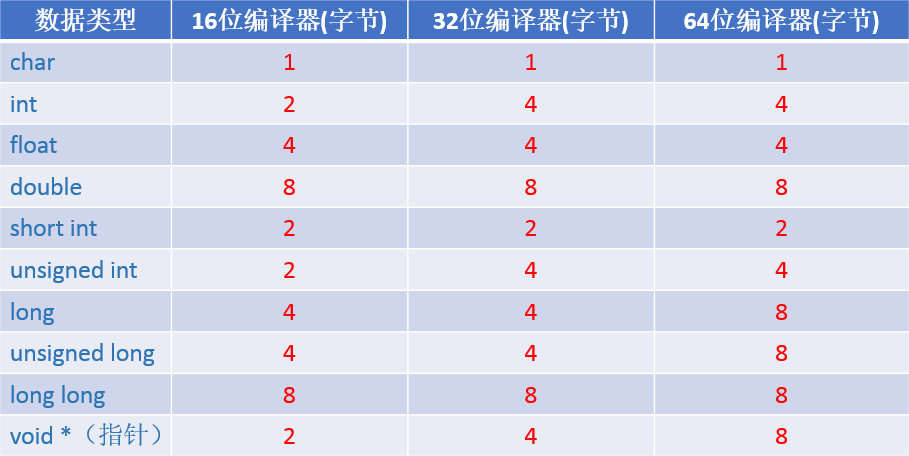 数据类型 16位编译器(字节) 32位编译器(字节) 64位编译器(字节)
char 1 1 1
int 2 4 4
float 4 4 4
double 8 8 8
short int 2 2 2
unsigned int 2 4 4
long 4 4 8
unsigned long 4 4 8
long long 8 8 8
void *（指针） 2 4 8